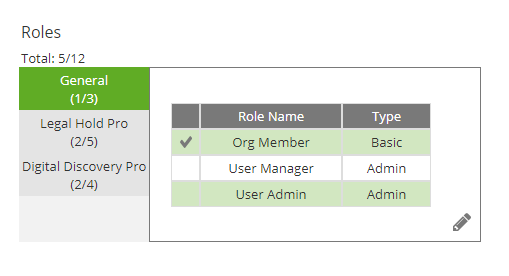 Roles
Total: 5/12
General
(1/3)
Legal Hold Pro
(2/5)
Digital Discovery Pro
(2/4)
Role Name Type
Org Member Basic
User Manager Admin
User Admin Admin